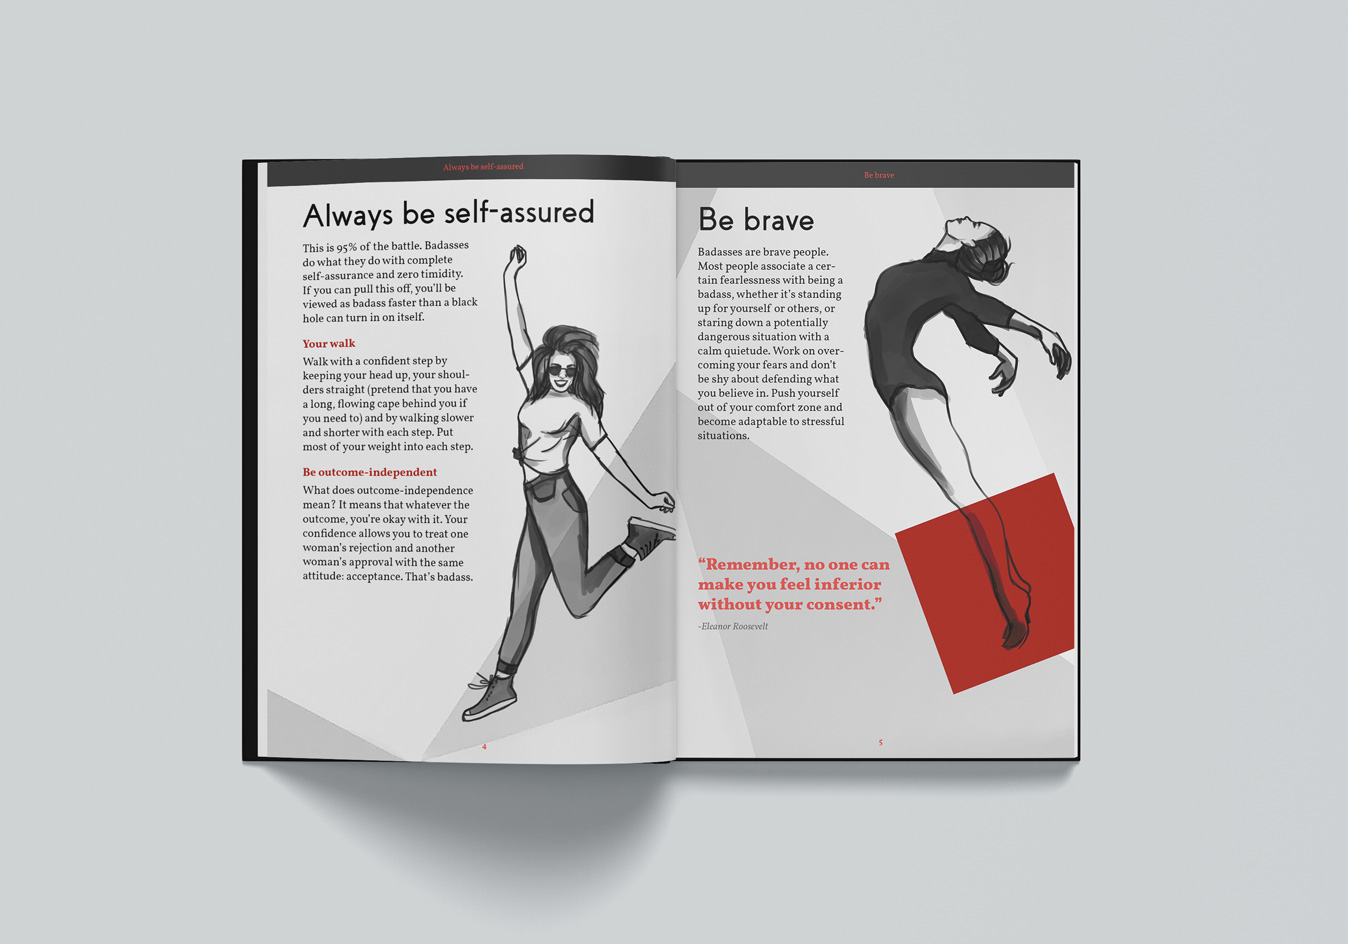 Always be self-assured
Always be self-assured
This is 95% of the battle. Badasses
do what they do with complete
self-assurance and zero timidity.
If you can pull this off, you'll be
viewed as badass faster than a black
hole can turn in on itself.
Your walk
Walk with a confident step by
keeping your head up, your shoul-
ders straight (pretend that you have
a long, flowing cape behind you if
you need to) and by walking slower
and shorter with each step. Put
most of your weight into each step.
Be outcome-independent
What does outcome-independence
mean? It means that whatever the
outcome, you're okay with it. Your
confidence allows you to treat one
woman's rejection and another
woman's approval with the same
attitude: acceptance. That's badass.
4
Be brave
Be brave
Badasses are brave people.
Most people associate a cer-
tain fearlessness with being a
badass, whether it's standing
up for yourself or others, or
staring down a potentially
dangerous situation with a
calm quietude. Work on over-
coming your fears and don't
be shy about defending what
you believe in. Push yourself
out of your comfort zone and
become adaptable to stressful
situations.
“Remember, no one can
make you feel inferior
without your consent.”
-Eleanor Roosevelt
5